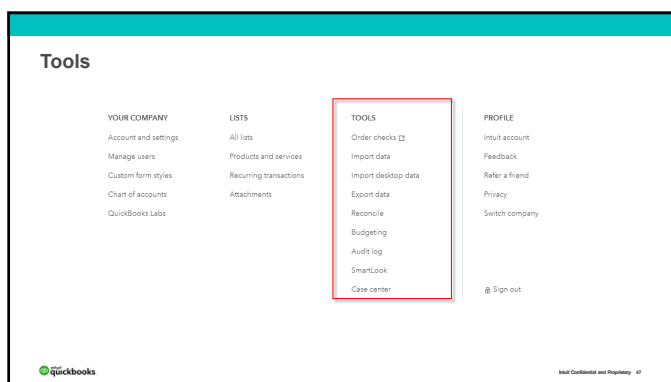 Tools
YOUR COMPANY
Account and settings
Manage users
Custom form styles
Chart of accounts
QuickBooks Labs
LISTS
All lists
Products and services
Recurring transactions
Attachments
TOOLS
Order checks
Import data
Import desktop data
Export data
Reconcile
Budgeting
Audit log
SmartLook
Case center
PROFILE
Intuit account
Feedback
Refer a friend
Privacy
Switch company
Sign out
intuit
quickbooks.
Intuit Confidential and Proprietary 47